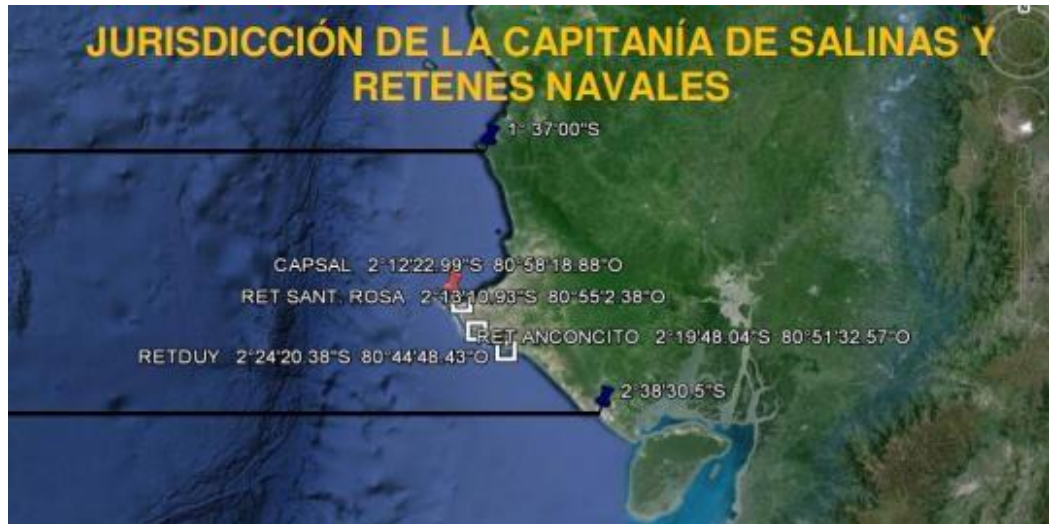 JURISDICCIÓN DE LA CAPITANÍA DE SALINAS Y
RETENES NAVALES
1° 37'00"S
CAPSAL 2°12'22.99"S 80°58'18.88"O
RET SANT. ROSA 2°13'10.93"S 80°55'2.38"O
RET ANCONCITO 2°19'48.04"S 80°51'32.57"O
RETDUY 2°24'20.38"S 80°44'48.43"O
2°38'30.5"S